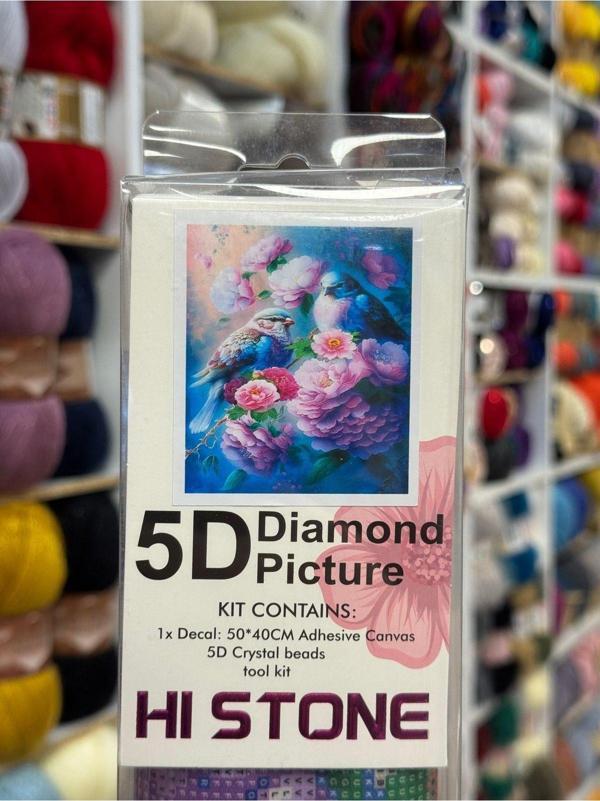 5D Diamond
Picture
KIT CONTAINS:
1x Decal: 50*40CM Adhesive Canvas
5D Crystal beads
tool kit
HI STONE